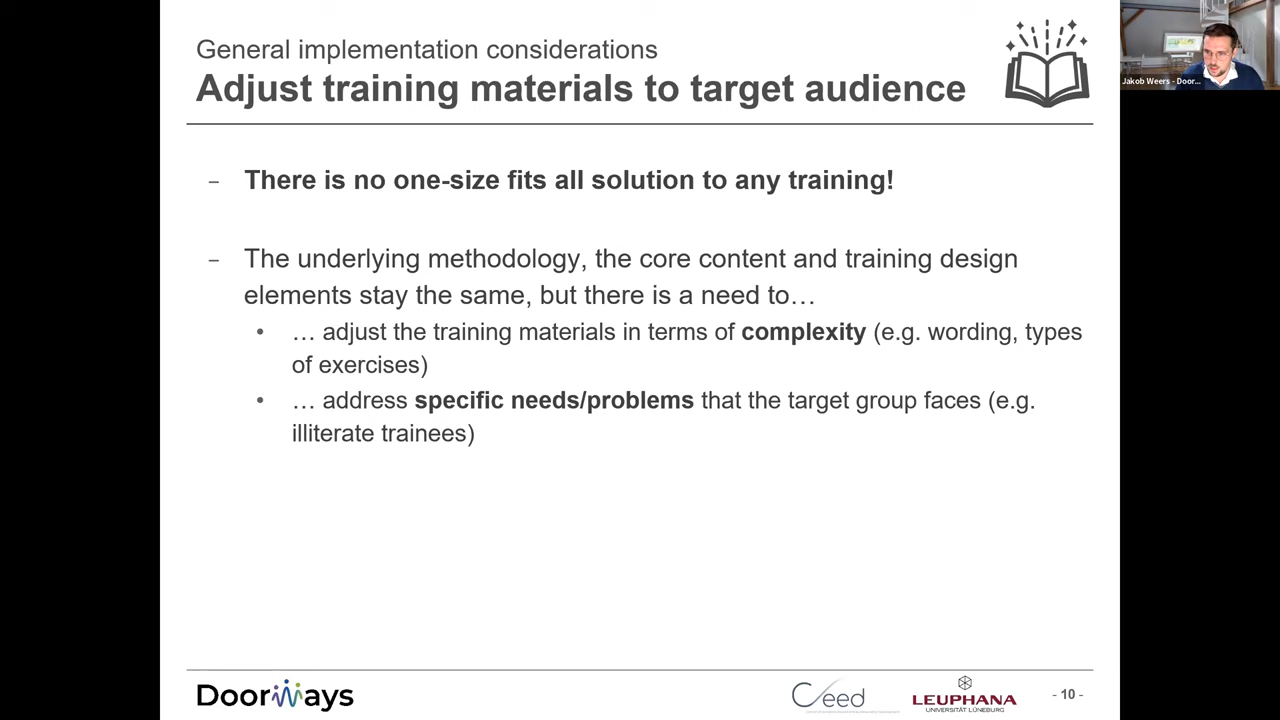 General implementation considerations
Adjust training materials to target audience
Jakob Weers - Door...
– There is no one-size fits all solution to any training!
– The underlying methodology, the core content and training design
elements stay the same, but there is a need to…
• … adjust the training materials in terms of complexity (e.g. wording, types
of exercises)
• … address specific needs/problems that the target group faces (e.g.
illiterate trainees)
DoorWays
Ceed
LEUPHANA
UNIVERSITÄT LÜNEBURG
- 10 -